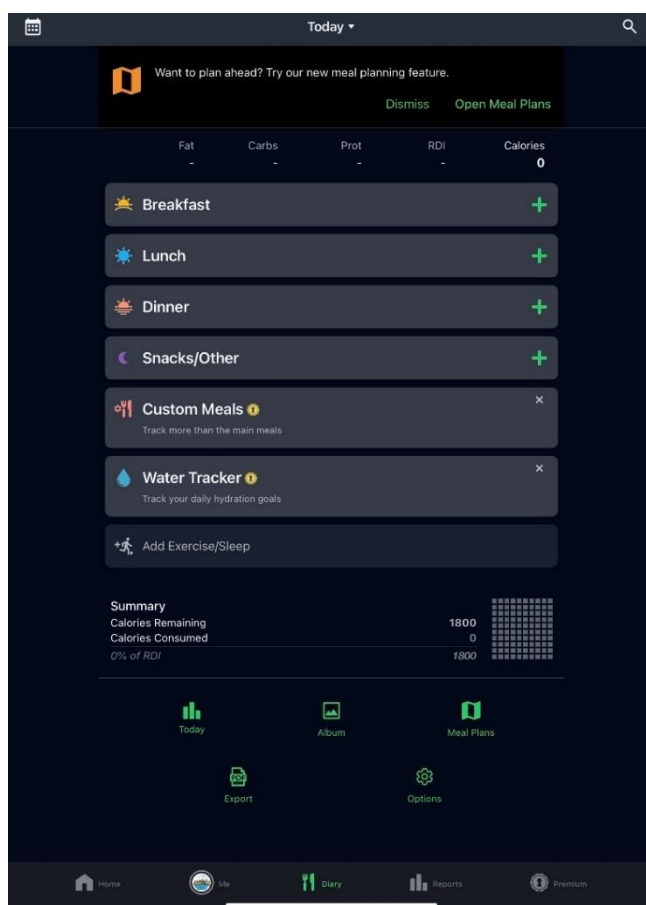 Today
Want to plan ahead? Try our new meal planning feature.
Dismiss Open Meal Plans
Fat Carbs Prot RDI Calories
- - - - 0
Breakfast
Lunch
Dinner
Snacks/Other
Custom Meals
Track more than the main meals
Water Tracker
Track your daily hydration goals
Add Exercise/Sleep
Summary
Calories Remaining 1800
Calories Consumed 0
0% of RDI 1800
Today Album Meal Plans
PDF
Export Options
Home Me Diary Reports Premium